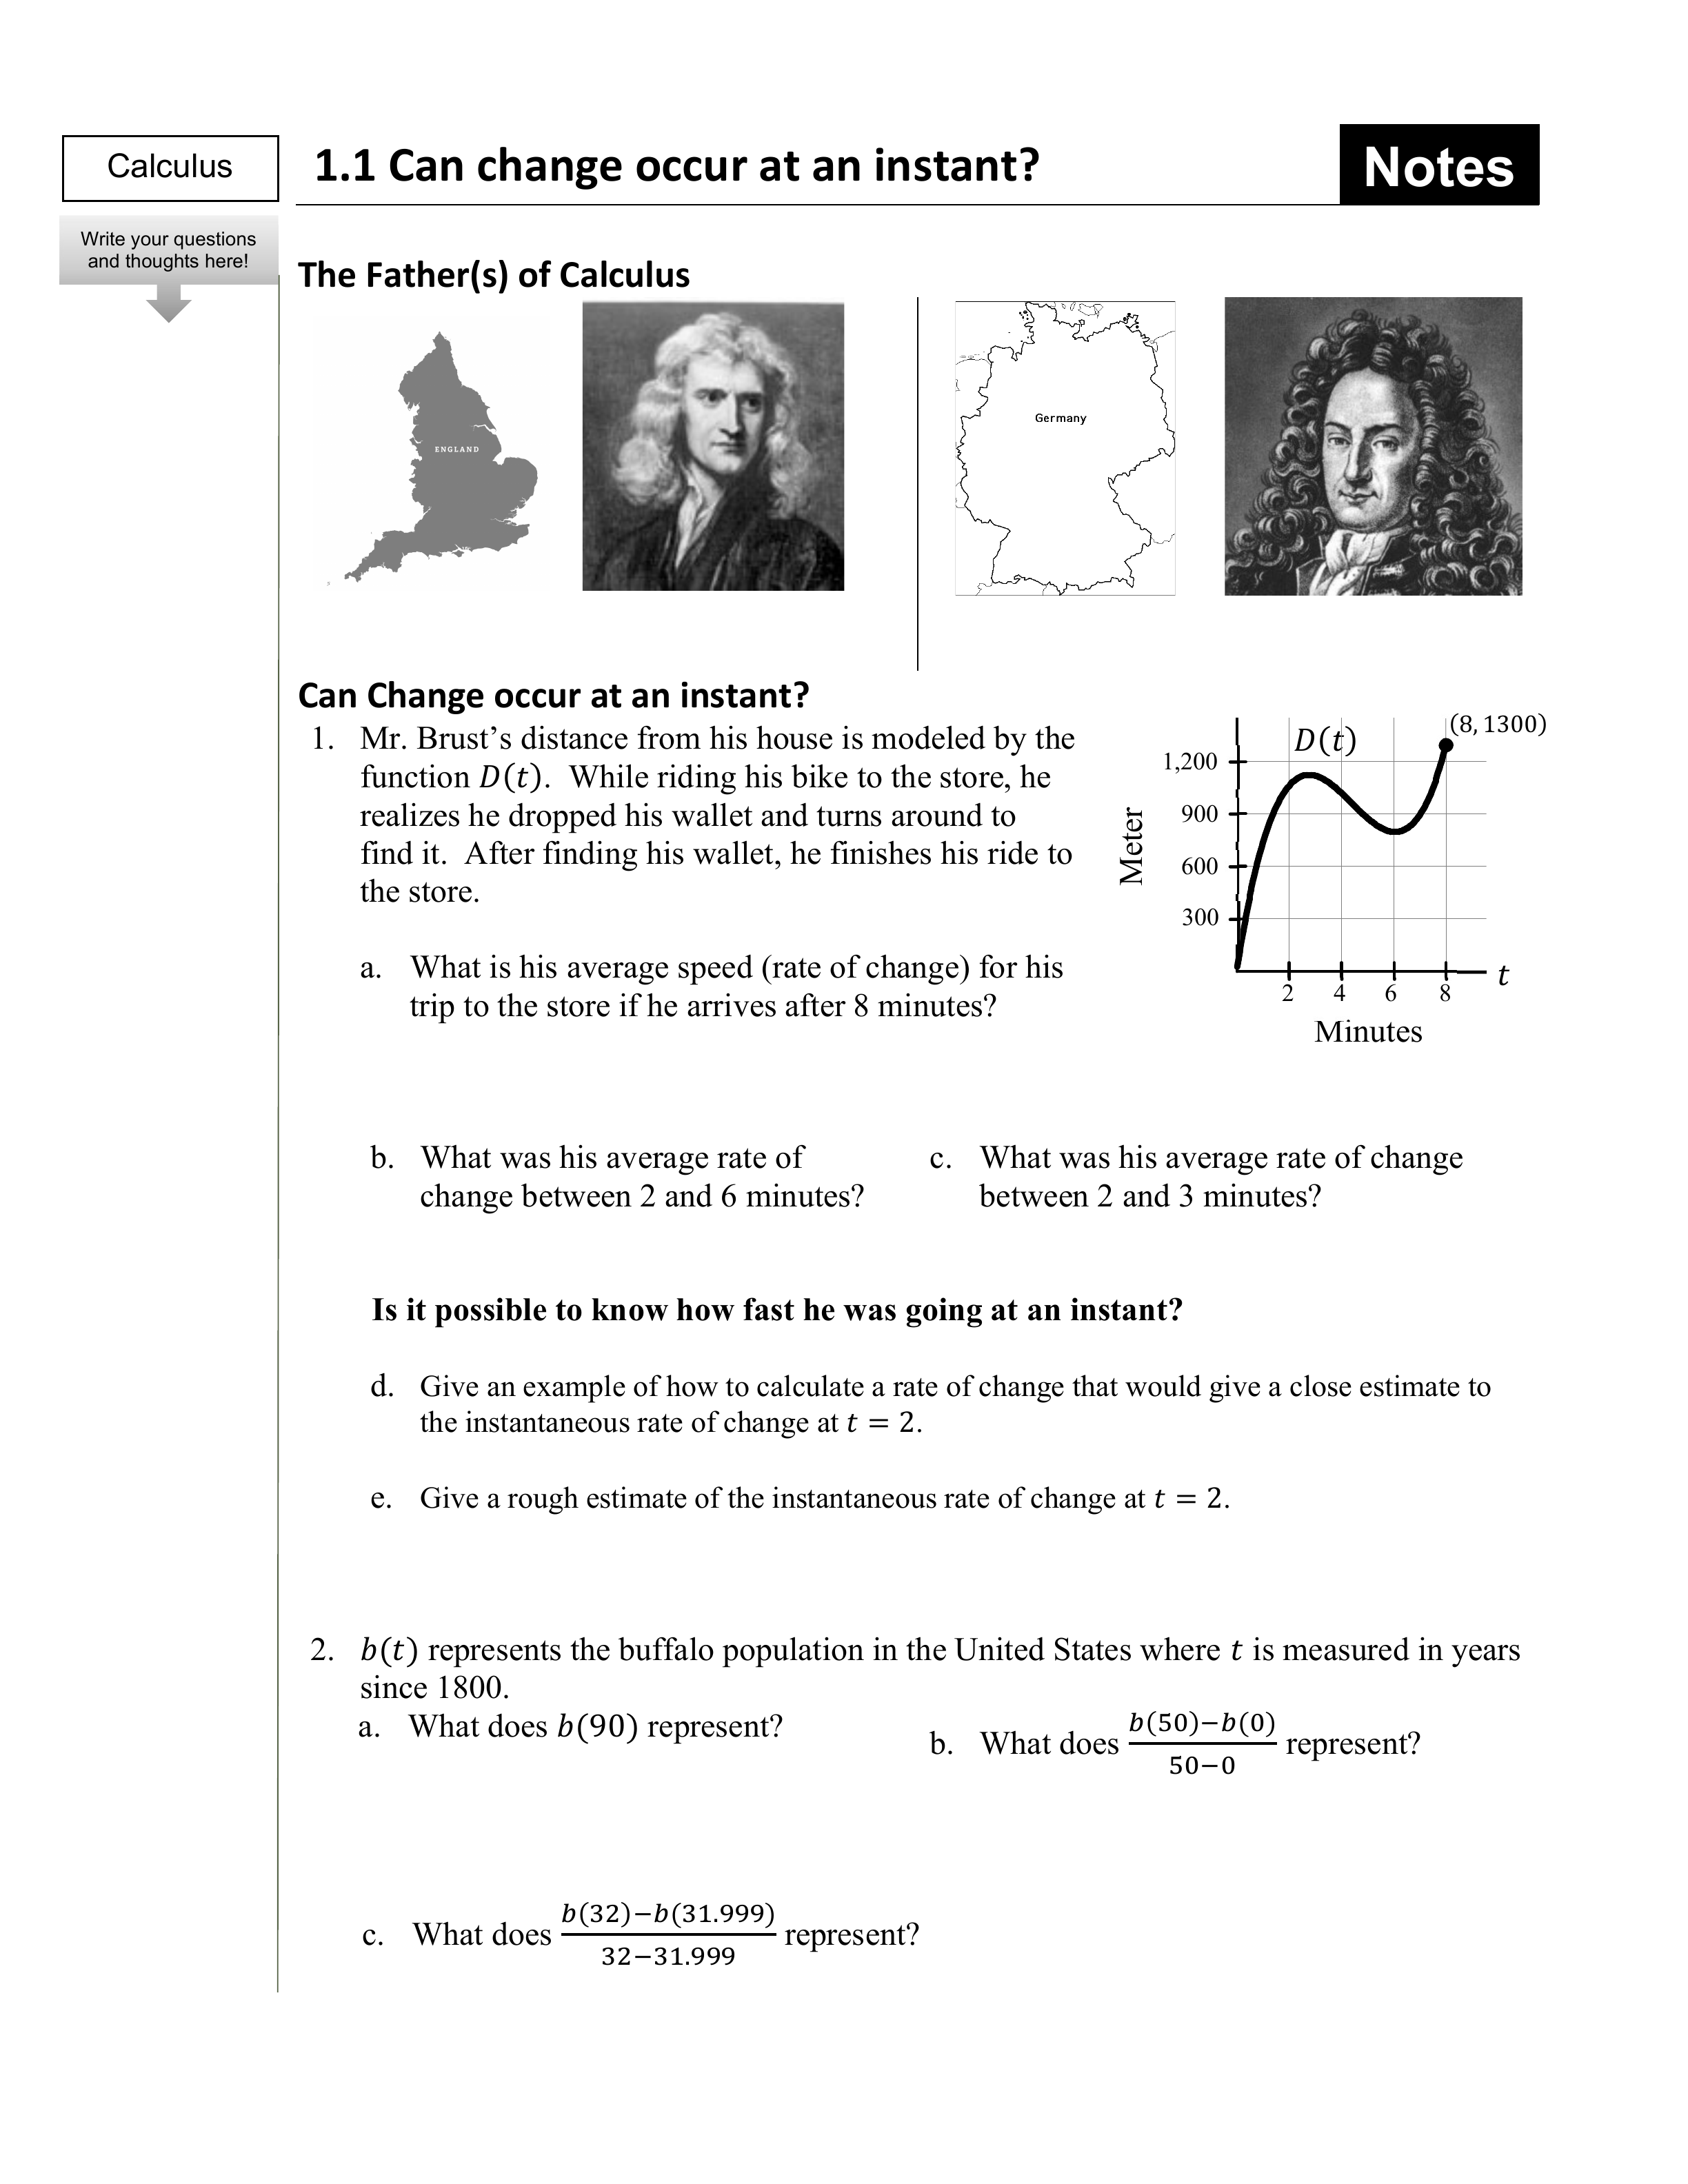 Calculus
1.1 Can change occur at an instant?
Notes
Write your questions
and thoughts here!
The Father(s) of Calculus
ENGLAND
Germany
Can Change occur at an instant?
1. Mr. Brust’s distance from his house is modeled by the
function D(t). While riding his bike to the store, he
realizes he dropped his wallet and turns around to
find it. After finding his wallet, he finishes his ride to
the store.
(8, 1300)
D(t)
1,200
900
600
300
Meter
2 4 6 8 t
Minutes
a. What is his average speed (rate of change) for his
trip to the store if he arrives after 8 minutes?
b. What was his average rate of
change between 2 and 6 minutes?
c. What was his average rate of change
between 2 and 3 minutes?
Is it possible to know how fast he was going at an instant?
d. Give an example of how to calculate a rate of change that would give a close estimate to
the instantaneous rate of change at t = 2.
e. Give a rough estimate of the instantaneous rate of change at t = 2.
2. b(t) represents the buffalo population in the United States where t is measured in years
since 1800.
a. What does b(90) represent?
b. What does b(50)−b(0) / 50−0 represent?
c. What does b(32)−b(31.999) / 32−31.999 represent?